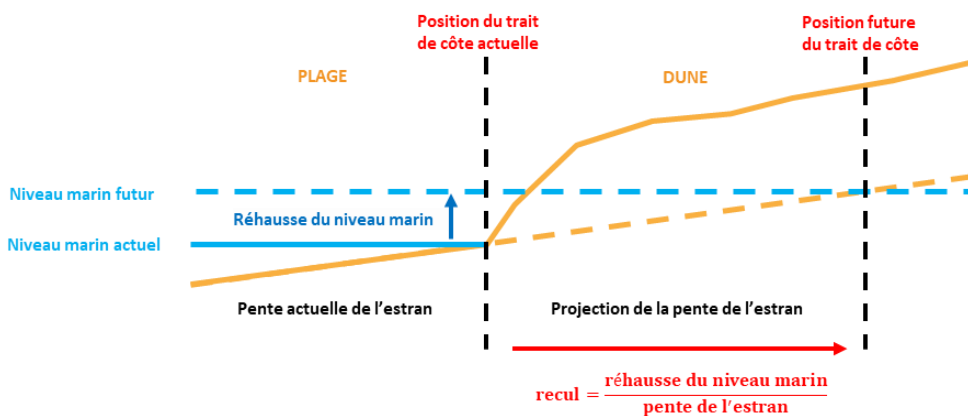 Position du trait
de côte actuelle
Position future
du trait de côte
PLAGE
DUNE
Niveau marin futur
Réhausse du niveau marin
Niveau marin actuel
Pente actuelle de l’estran
Projection de la pente de l’estran
recul = réhausse du niveau marin
pente de l′estran